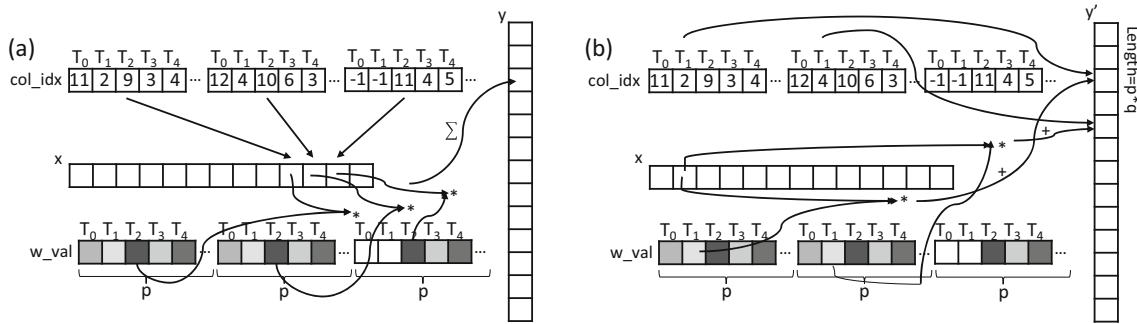 (a)
T0 T1 T2 T3 T4 T0 T1 T2 T3 T4 T0 T1 T2 T3 T4
col_idx 11 2 9 3 4 ... 12 4 10 6 3 ... -1 -1 11 4 5 ...
∑
x
* * *
T0 T1 T2 T3 T4 T0 T1 T2 T3 T4 T0 T1 T2 T3 T4
w_val ... ... ...
p p p
y
(b)
T0 T1 T2 T3 T4 T0 T1 T2 T3 T4 T0 T1 T2 T3 T4
col_idx 11 2 9 3 4 ... 12 4 10 6 3 ... -1 -1 11 4 5 ...
* +
x
+
*
T0 T1 T2 T3 T4 T0 T1 T2 T3 T4 T0 T1 T2 T3 T4
w_val ... ... ...
p p p
y'
Length=p*q